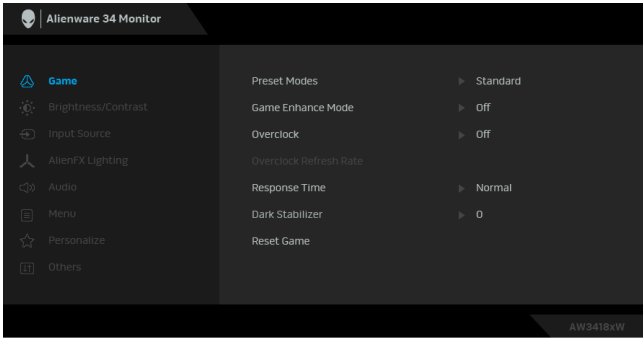 Alienware 34 Monitor
Game
Preset Modes Standard
Brightness/Contrast
Game Enhance Mode Off
Input Source
Overclock Off
AlienFX Lighting
Overclock Refresh Rate
Audio
Response Time Normal
Menu
Dark Stabilizer 0
Personalize
Reset Game
Others
AW3418xW